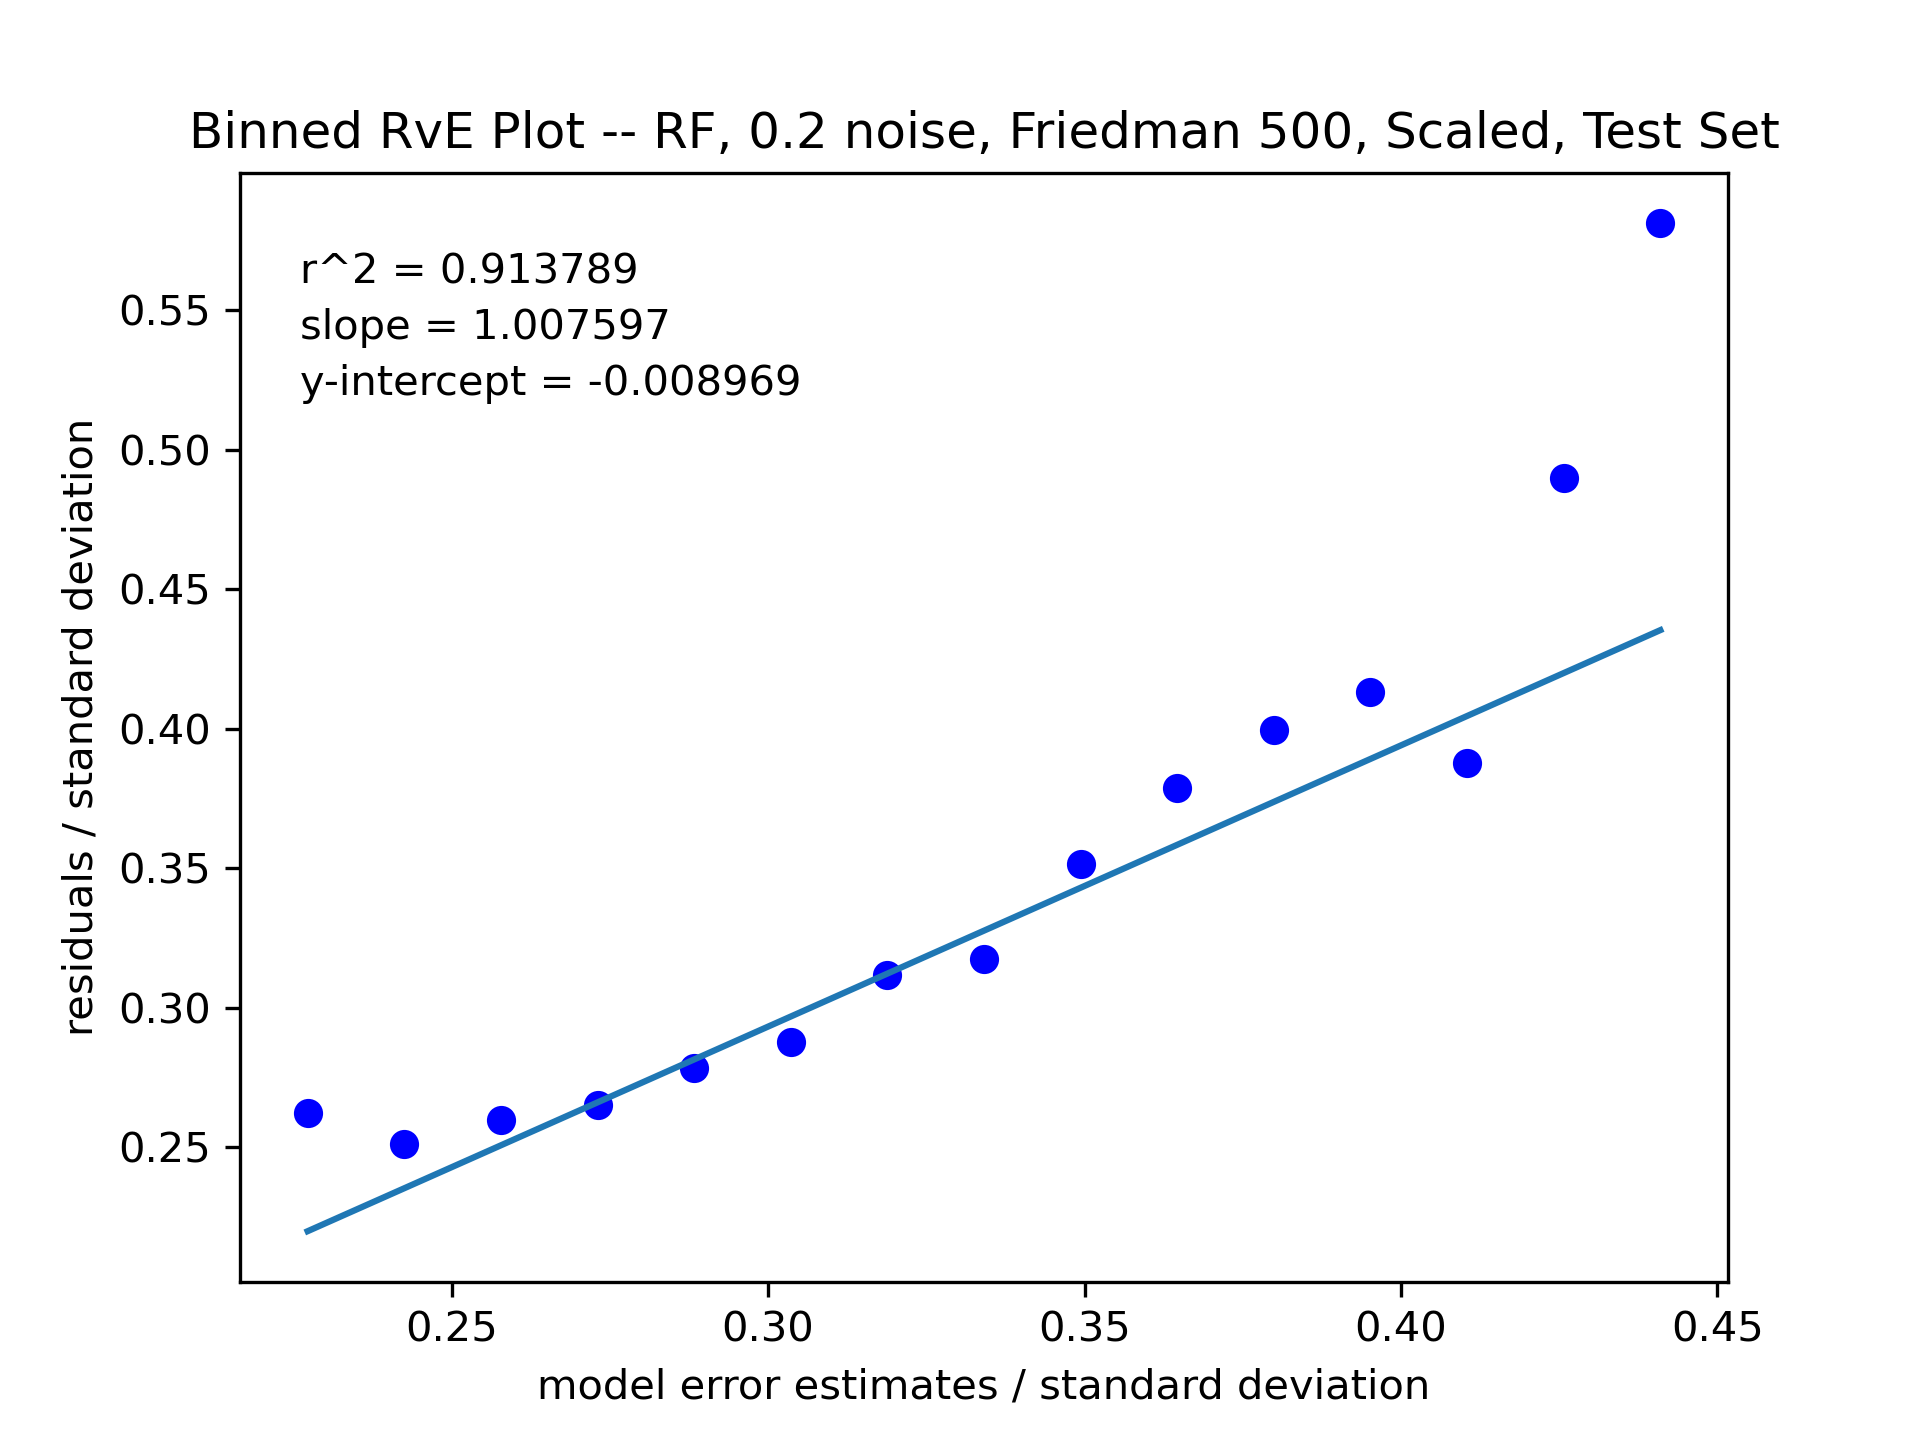 Binned RvE Plot -- RF, 0.2 noise, Friedman 500, Scaled, Test Set
r^2 = 0.913789
slope = 1.007597
y-intercept = -0.008969
residuals / standard deviation
0.55
0.50
0.45
0.40
0.35
0.30
0.25
0.25 0.30 0.35 0.40 0.45
model error estimates / standard deviation